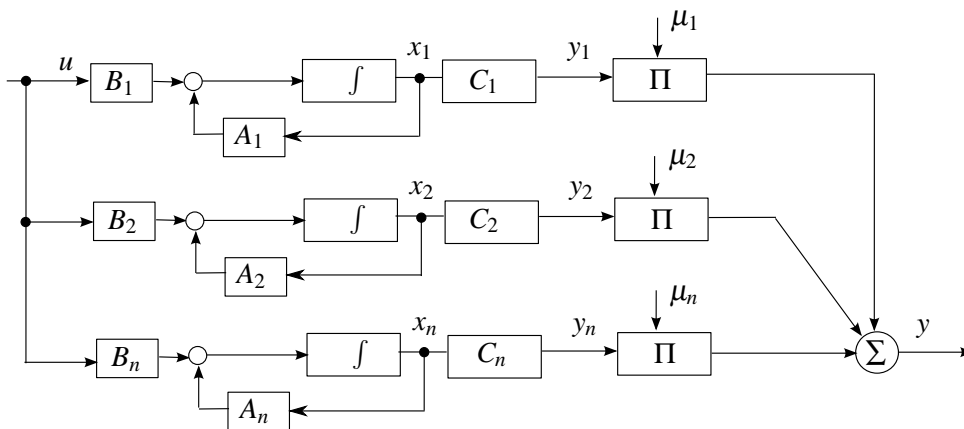 μ₁
u B₁ ∫ x₁ C₁ y₁ Π
A₁
μ₂
B₂ ∫ x₂ C₂ y₂ Π
A₂
μₙ
Bₙ ∫ xₙ Cₙ yₙ Π Σ y
Aₙ